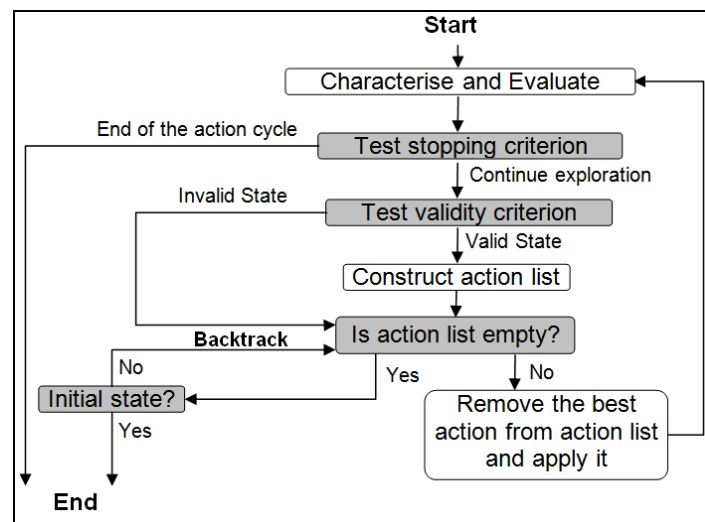 Start
Characterise and Evaluate
End of the action cycle
Test stopping criterion
Continue exploration
Invalid State
Test validity criterion
Valid State
Construct action list
Is action list empty?
Backtrack
No
Yes
No
Initial state?
Yes
Remove the best
action from action list
and apply it
End